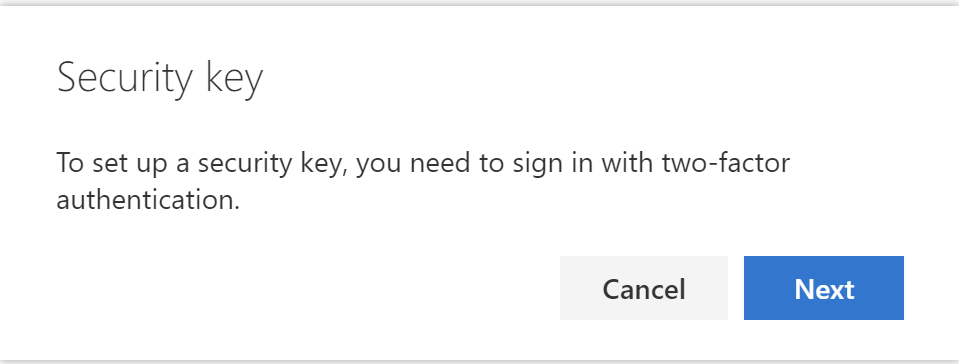 Security key
To set up a security key, you need to sign in with two-factor
authentication.
Cancel Next